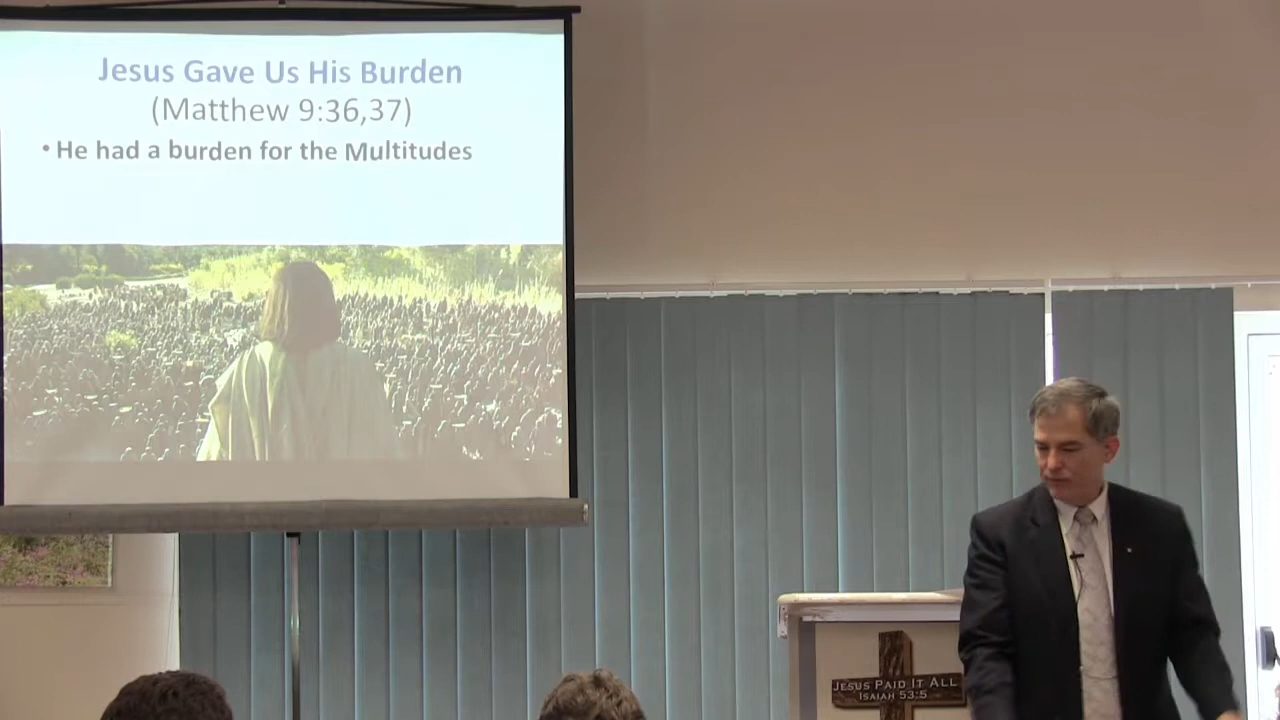 Jesus Gave Us His Burden
(Matthew 9:36,37)
• He had a burden for the Multitudes
JESUS PAID IT ALL
ISAIAH 53:5